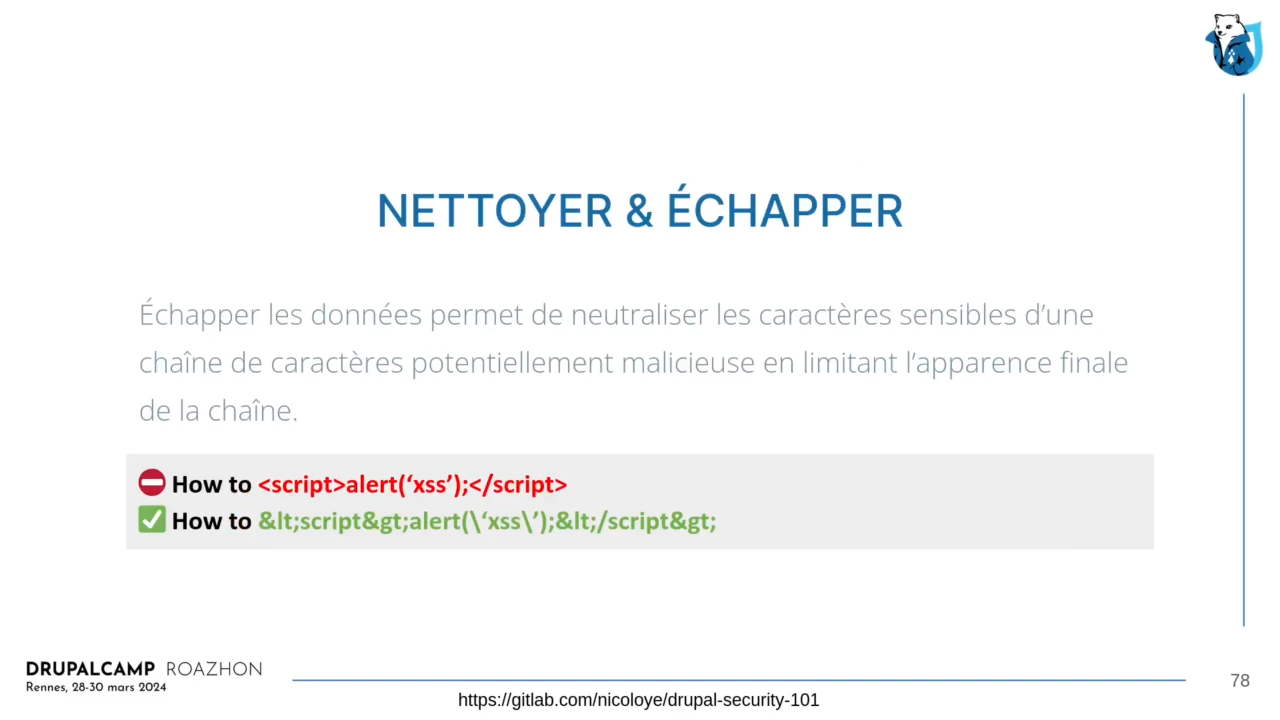 NETTOYER & ÉCHAPPER
Échapper les données permet de neutraliser les caractères sensibles d’une
chaîne de caractères potentiellement malicieuse en limitant l’apparence finale
de la chaîne.
How to <script>alert(‘xss’);</script>
How to &lt;script&gt;alert(\‘xss\’);&lt;/script&gt;
DRUPALCAMP ROAZHON
Rennes, 28-30 mars 2024
https://gitlab.com/nicoloye/drupal-security-101
78